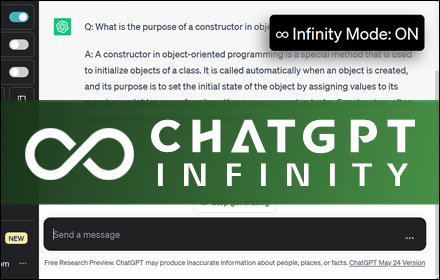 Q: What is the purpose of a constructor in obje
∞ Infinity Mode: ON
A: A constructor in object-oriented programming is a special method that is used
to initialize objects of a class. It is called automatically when an object is created,
and its purpose is to set the initial state of the object by assigning values to its
CHATGPT
INFINITY
generating
NEW
Send a message
...
om
Free Research Preview. ChatGPT may produce inaccurate information about people, places, or facts. ChatGPT May 24 Version